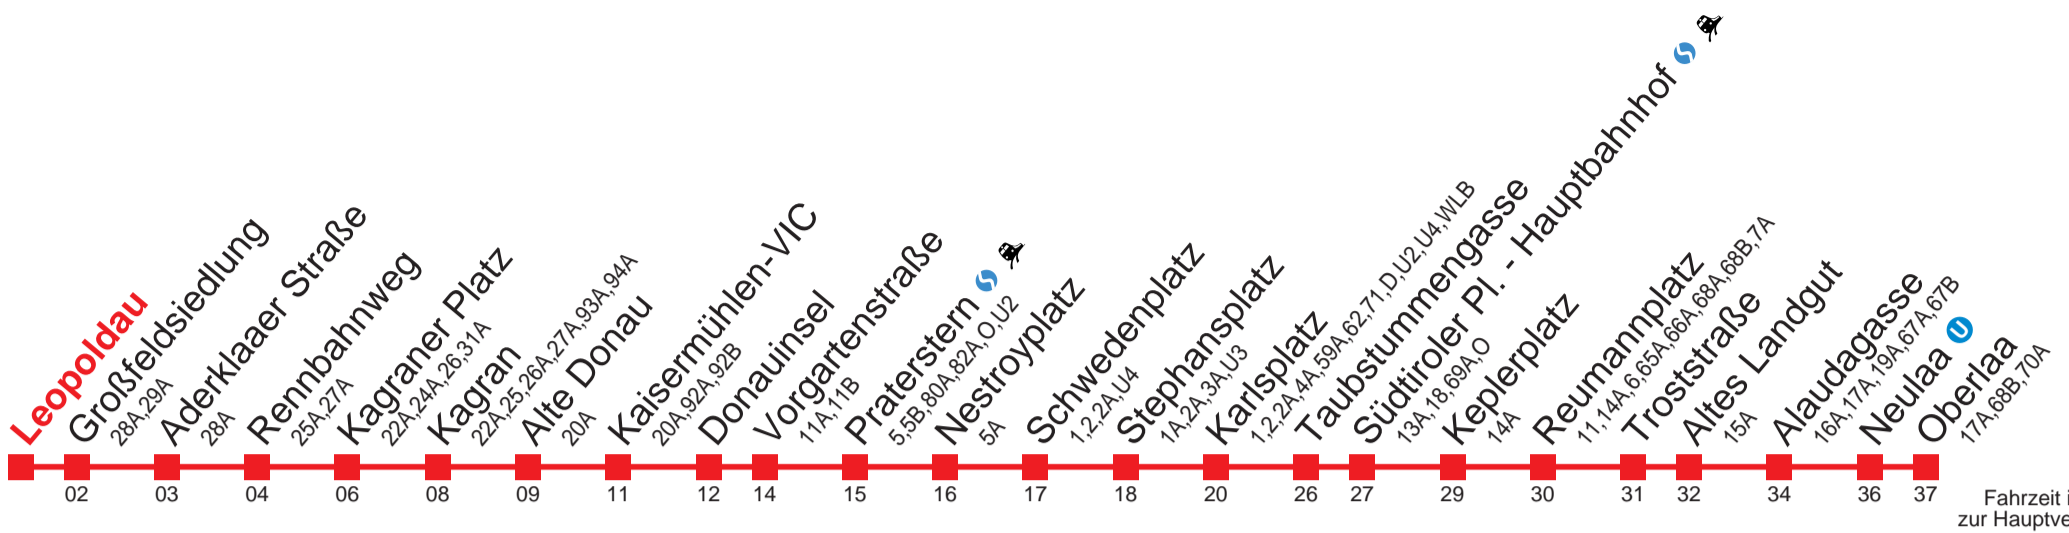 Leopoldau
Großfeldsiedlung
28A,29A
Aderklaaer Straße
28A
Rennbahnweg
25A,27A
Kagraner Platz
22A,24A,26,31A
Kagran
22A,25,26A,27A,93A,94A
Alte Donau
20A
Kaisermühlen-VIC
20A,92A,92B
Donauinsel
Vorgartenstraße
11A,11B
Praterstern
5,5B,80A,82A,O,U2
Nestroyplatz
5A
Schwedenplatz
1,2,2A,U4
Stephansplatz
1A,2A,3A,U3
Karlsplatz
1,2,2A,4A,59A,62,71,D,U2,U4,WLB
Taubstummengasse
Südtiroler Pl. - Hauptbahnhof
13A,18,69A,O
Keplerplatz
14A
Reumannplatz
11,14A,6,65A,66A,68A,68B,7A
Troststraße
Altes Landgut
15A
Alaudagasse
16A,17A,19A,67A,67B
Neulaa U
Oberlaa
17A,68B,70A
02 03 04 06 08 09 11 12 14 15 16 17 18 20 26 27 29 30 31 32 34 36 37
Fahrzeit i
zur Hauptve